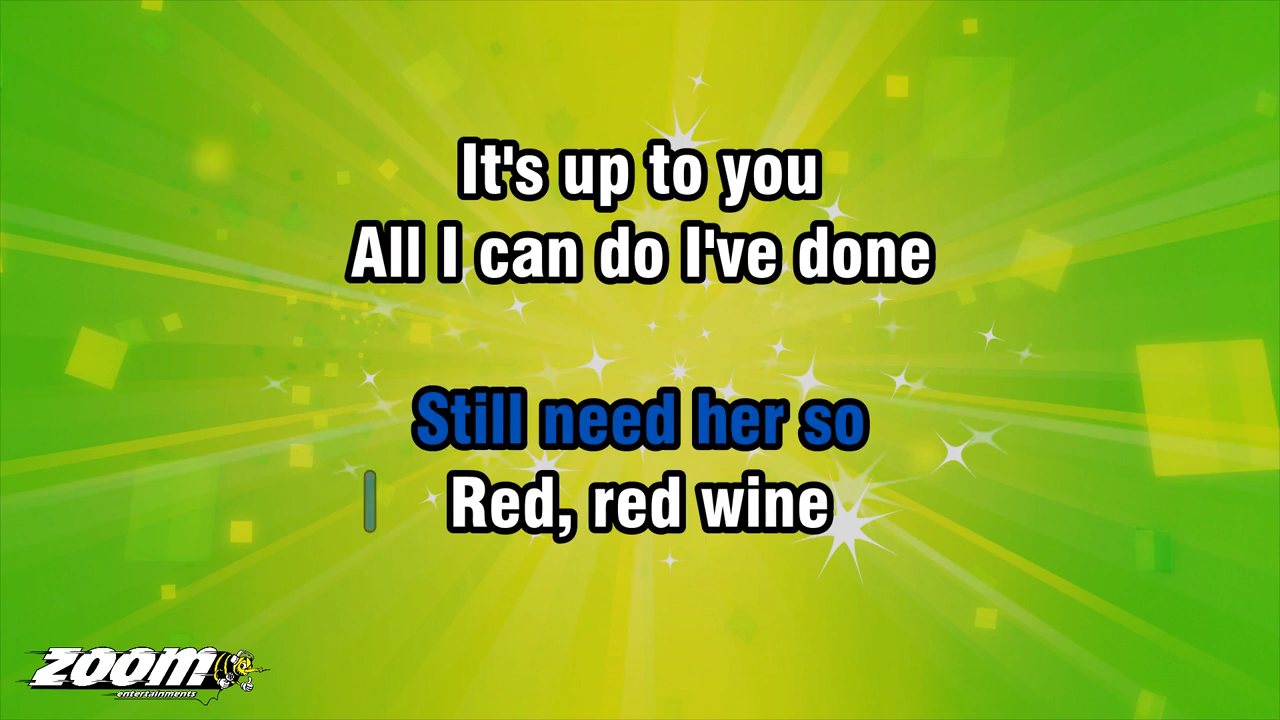 It's up to you
All I can do I've done
Still need her so
Red, red wine
zoom
entertainments